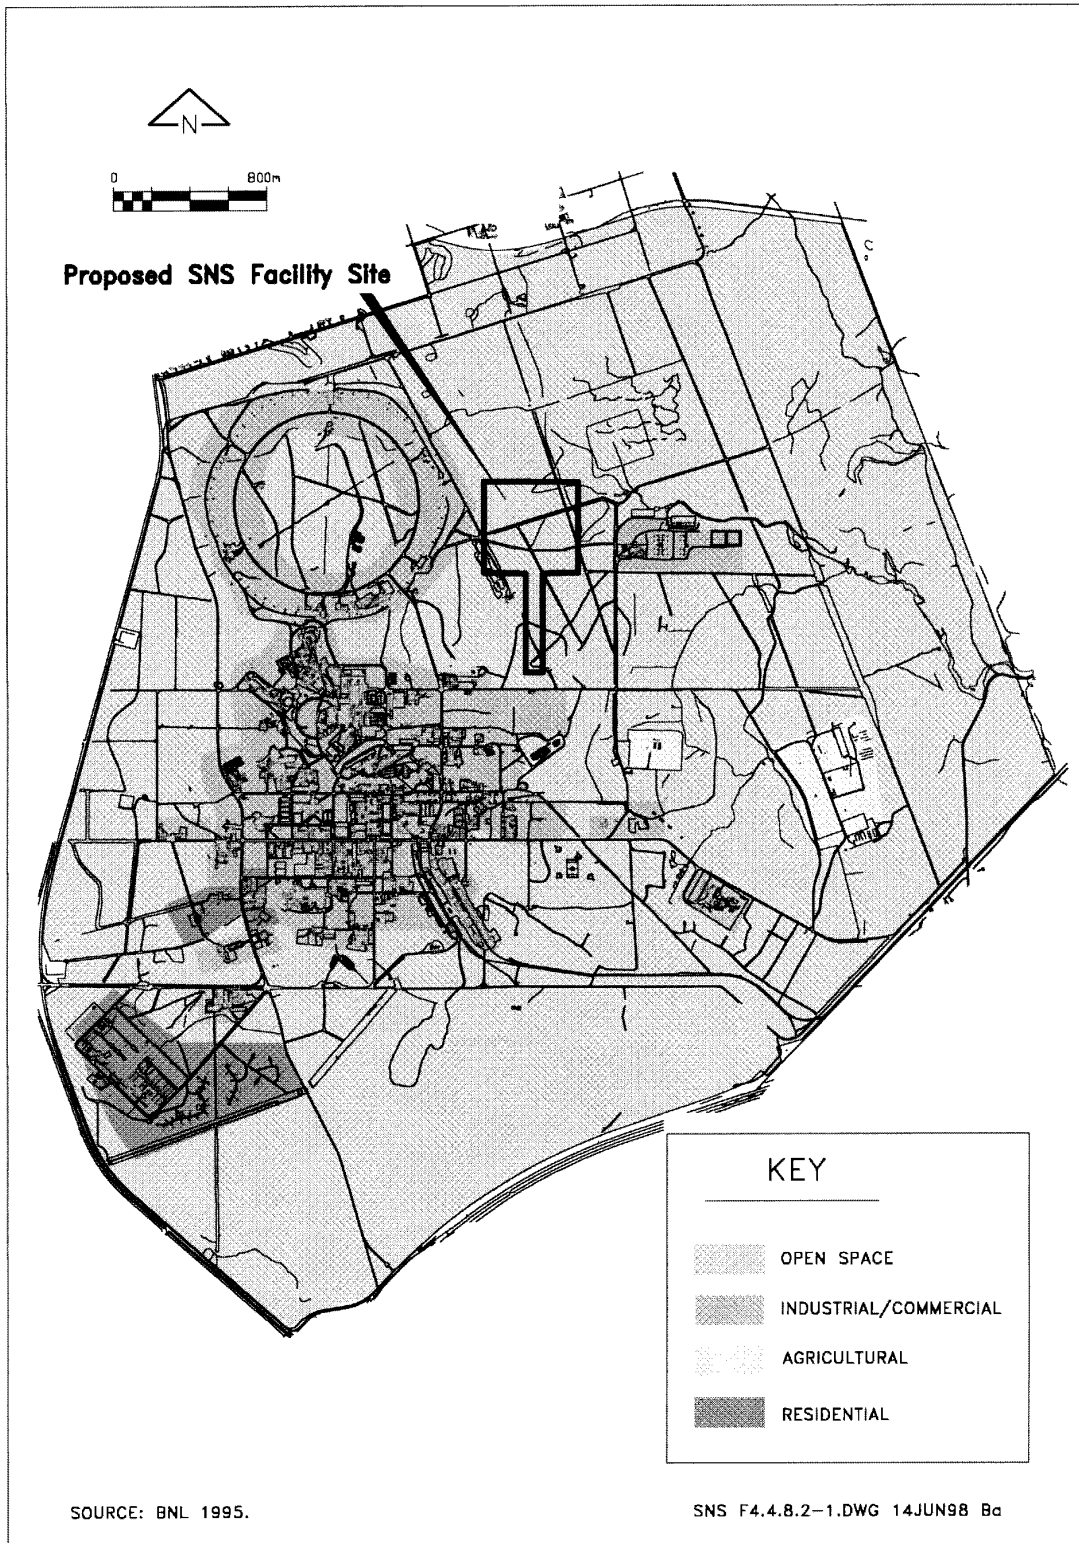 N
0 800m
Proposed SNS Facility Site
KEY
OPEN SPACE
INDUSTRIAL/COMMERCIAL
AGRICULTURAL
RESIDENTIAL
SOURCE: BNL 1995.
SNS F4.4.8.2-1.DWG 14JUN98 Ba